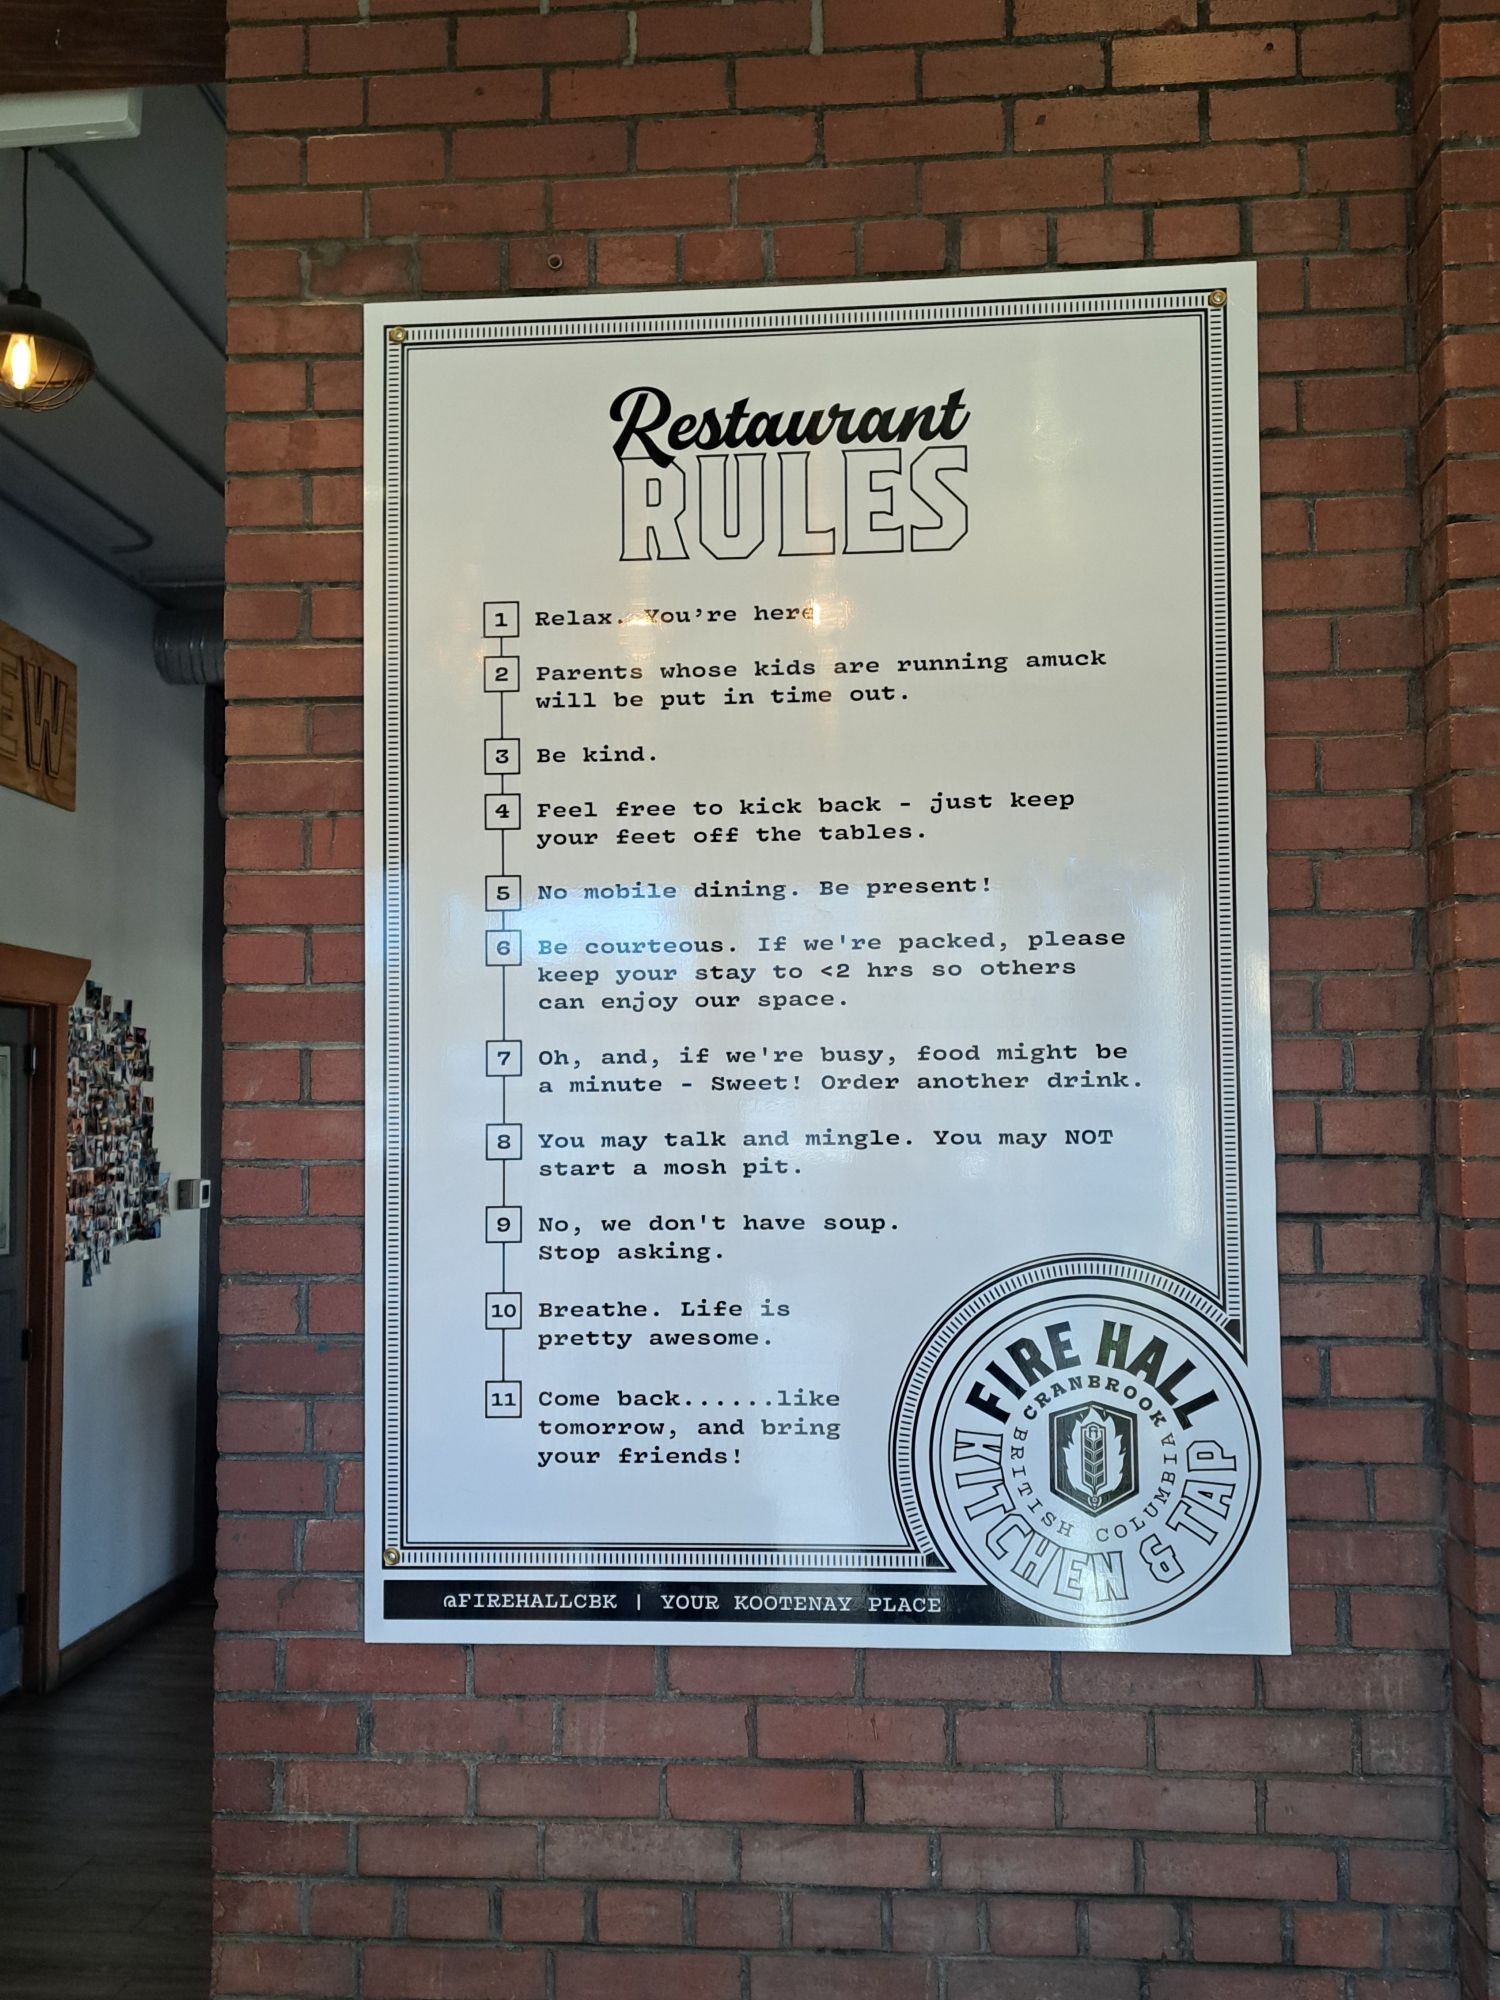 Restaurant
RULES
1 Relax. You're here
2 Parents whose kids are running amuck
will be put in time out.
3 Be kind.
4 Feel free to kick back - just keep
your feet off the tables.
5 No mobile dining. Be present!
6 Be courteous. If we're packed, please
keep your stay to <2 hrs so others
can enjoy our space.
7 Oh, and, if we're busy, food might be
a minute - Sweet! Order another drink.
8 You may talk and mingle. You may NOT
start a mosh pit.
9 No, we don't have soup.
Stop asking.
10 Breathe. Life is
pretty awesome.
11 Come back......like
tomorrow, and bring
your friends!
FIRE HALL
KITCHEN & TAP
CRANBROOK
BRITISH COLUMBIA
@FIREHALLCBK | YOUR KOOTENAY PLACE